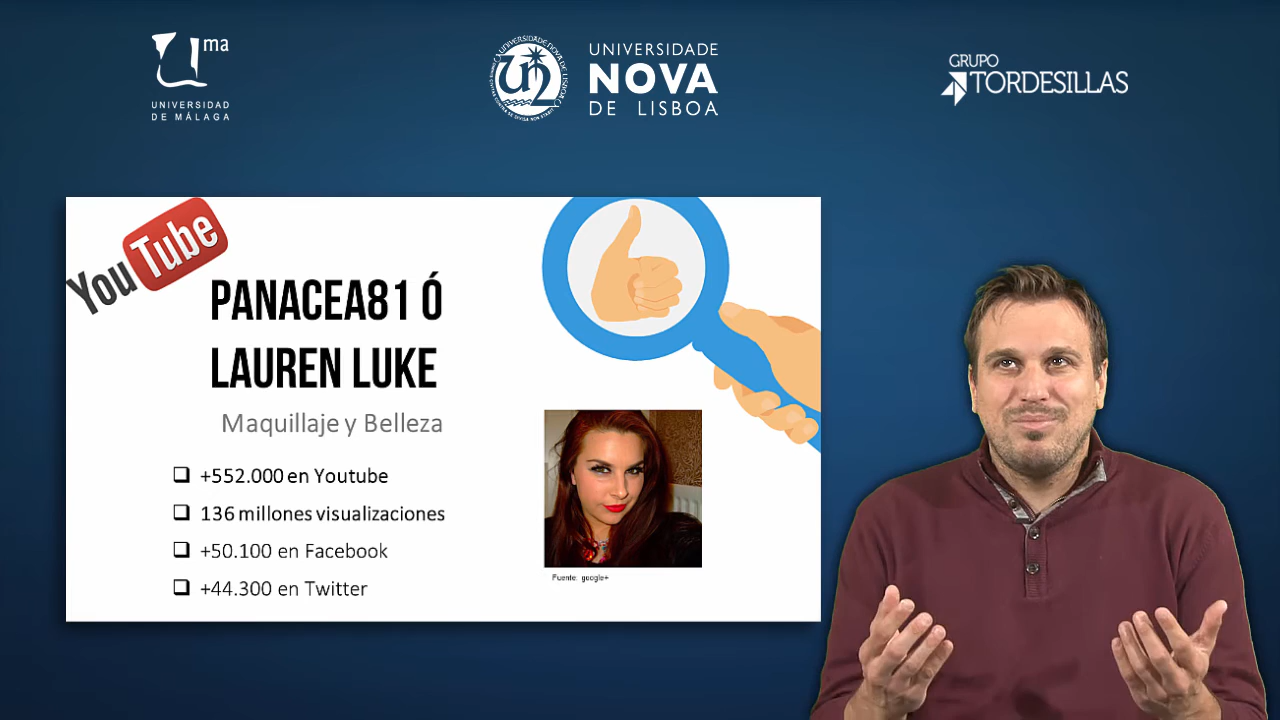 uma
UNIVERSIDAD
DE MÁLAGA
UNIVERSIDADE
NOVA
DE LISBOA
GRUPO
TORDESILLAS
YouTube
PANACEA81 Ó
LAUREN LUKE
Maquillaje y Belleza
+552.000 en Youtube
136 millones visualizaciones
+50.100 en Facebook
+44.300 en Twitter
Fuente: google+